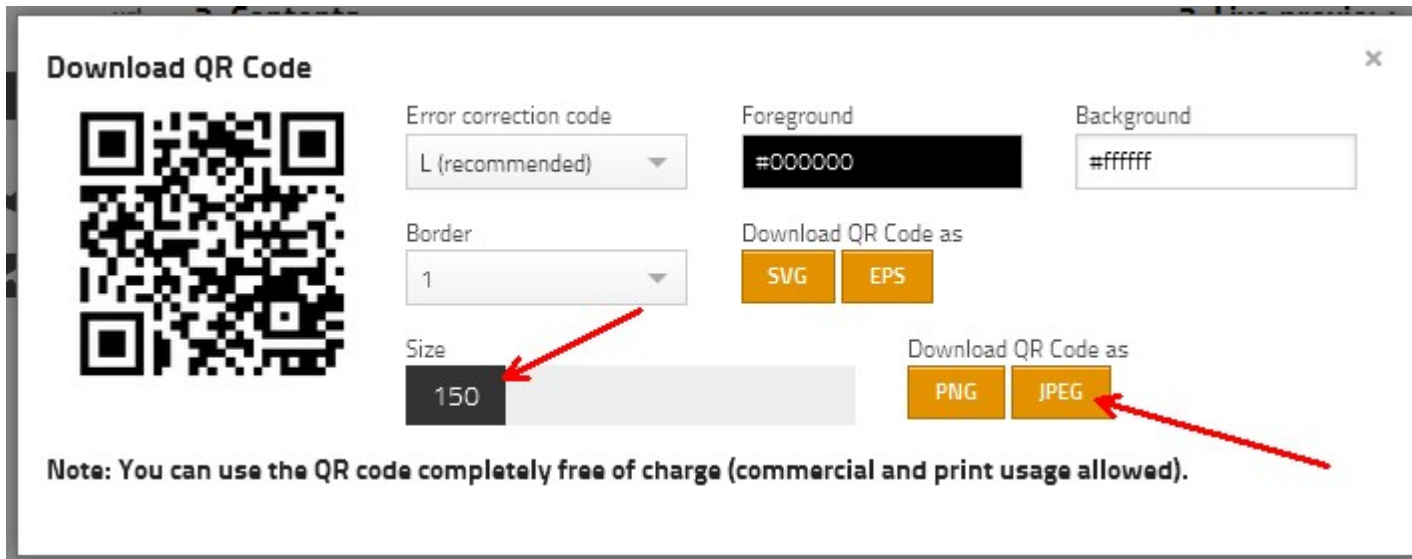 Download QR Code
×
Error correction code
Foreground
Background
L (recommended)
#000000
#ffffff
Border
Download QR Code as
1
SVG
EPS
Size
Download QR Code as
150
PNG
JPEG
Note: You can use the QR code completely free of charge (commercial and print usage allowed).